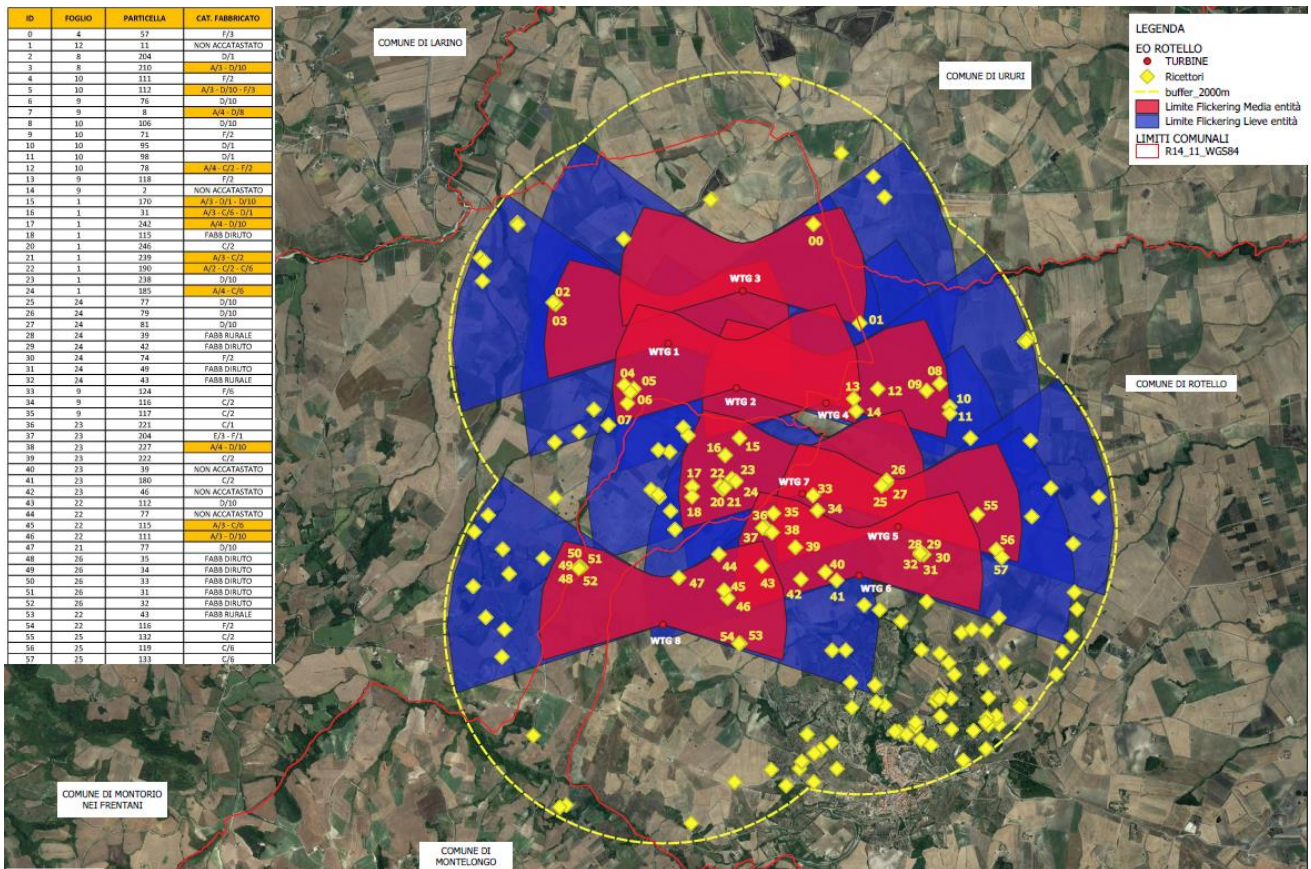 ID FOGLIO PARTICELLA CAT. FABBRICATO
0 4 57 F/3
1 12 11 NON ACCATASTATO
2 8 204 D/1
3 8 210 A/3 - D/10
4 10 111 F/2
5 10 112 A/3 - D/10 - F/3
6 9 76 D/10
7 9 8 A/4 - D/8
8 10 106 D/10
9 10 71 F/2
10 10 95 D/1
11 10 98 D/1
12 10 78 A/4 - C/2 - F/2
13 9 118 F/2
14 9 2 NON ACCATASTATO
15 1 170 A/3 - D/1 - D/10
16 1 31 A/3 - C/6 - D/1
17 1 242 A/4 - D/10
18 1 115 FABB DIRUTO
20 1 246 C/2
21 1 239 A/3 - C/2
22 1 190 A/2 - C/2 - C/6
23 1 238 D/10
24 1 185 A/4 - C/6
25 24 77 D/10
26 24 79 D/10
27 24 81 D/10
28 24 39 FABB RURALE
29 24 42 FABB DIRUTO
30 24 74 F/2
31 24 49 FABB DIRUTO
32 24 43 FABB RURALE
33 9 124 F/6
34 9 116 C/2
35 9 117 C/2
36 23 221 C/1
37 23 204 E/3 - F/1
38 23 227 A/4 - D/10
39 23 222 C/2
40 23 39 NON ACCATASTATO
41 23 180 C/2
42 23 46 NON ACCATASTATO
43 22 112 D/10
44 22 77 NON ACCATASTATO
45 22 115 A/3 - C/6
46 22 111 A/3 - D/10
47 21 77 D/10
48 26 35 FABB DIRUTO
49 26 34 FABB DIRUTO
50 26 33 FABB DIRUTO
51 26 31 FABB DIRUTO
52 26 32 FABB DIRUTO
53 22 43 FABB RURALE
54 22 116 F/2
55 25 132 C/2
56 25 119 C/6
57 25 133 C/6
COMUNE DI LARINO
COMUNE DI URURI
LEGENDA
EO ROTELLO
TURBINE
Ricettori
buffer_2000m
Limite Flickering Media entità
Limite Flickering Lieve entità
LIMITI COMUNALI
R14_11_WGS84
00
WTG 3
02
03
01
WTG 1
COMUNE DI ROTELLO
04 05
06
07
WTG 2
WTG 4
13 12 09 08
14
10
11
16 15
17 22 23
18 20 21 24
26
25 27
WTG 7 33
34
36 35
37 38
39
WTG 5
55
56
57
28 29
32 31 30
50 51
49
48 52
44
43
47
45
46
40
42 41
WTG 6
WTG 8
54 53
COMUNE DI MONTORIO
NEI FRENTANI
COMUNE DI
MONTELONGO